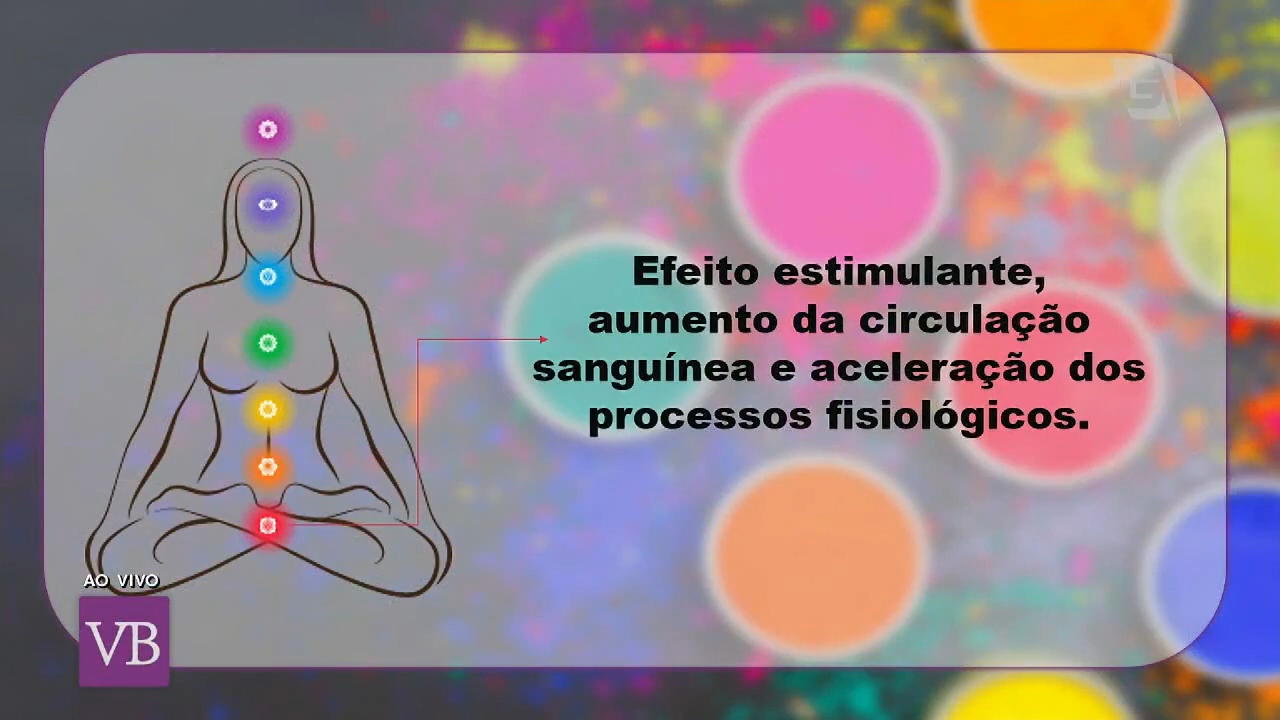 Efeito estimulante,
aumento da circulação
sanguínea e aceleração dos
processos fisiológicos.
AO VIVO
VB